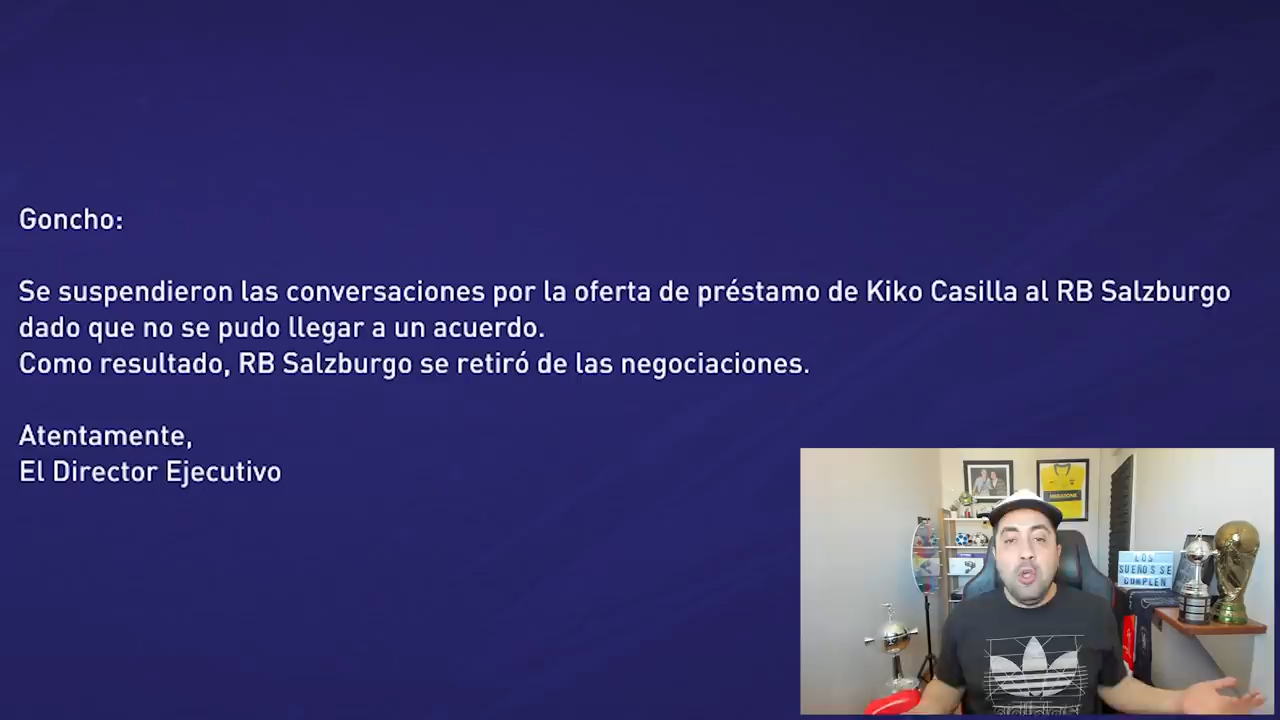 Goncho:
Se suspendieron las conversaciones por la oferta de préstamo de Kiko Casilla al RB Salzburgo
dado que no se pudo llegar a un acuerdo.
Como resultado, RB Salzburgo se retiró de las negociaciones.
Atentamente,
El Director Ejecutivo
LOS
SUEÑOS SE
CUMPLEN